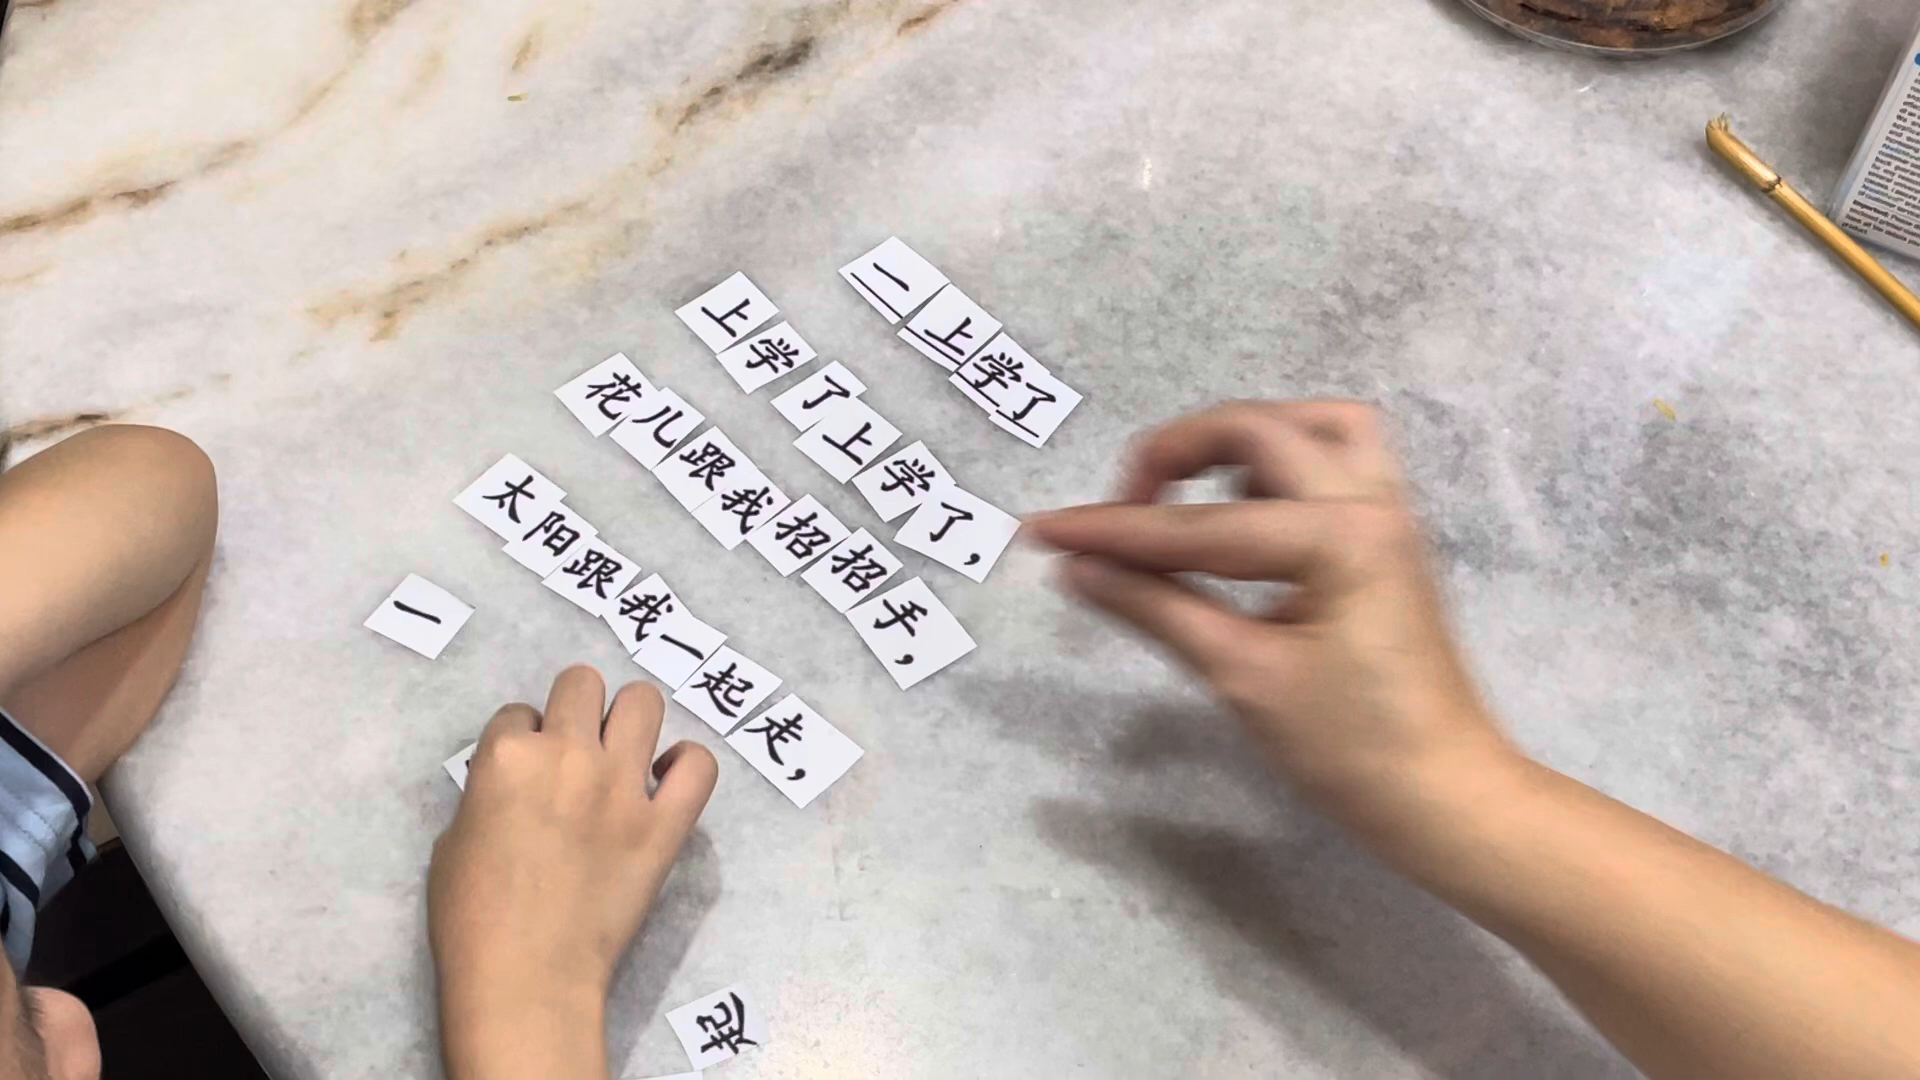 二上学了
上学了上学了，
花儿跟我招招手，
太阳跟我一起走，
一
起